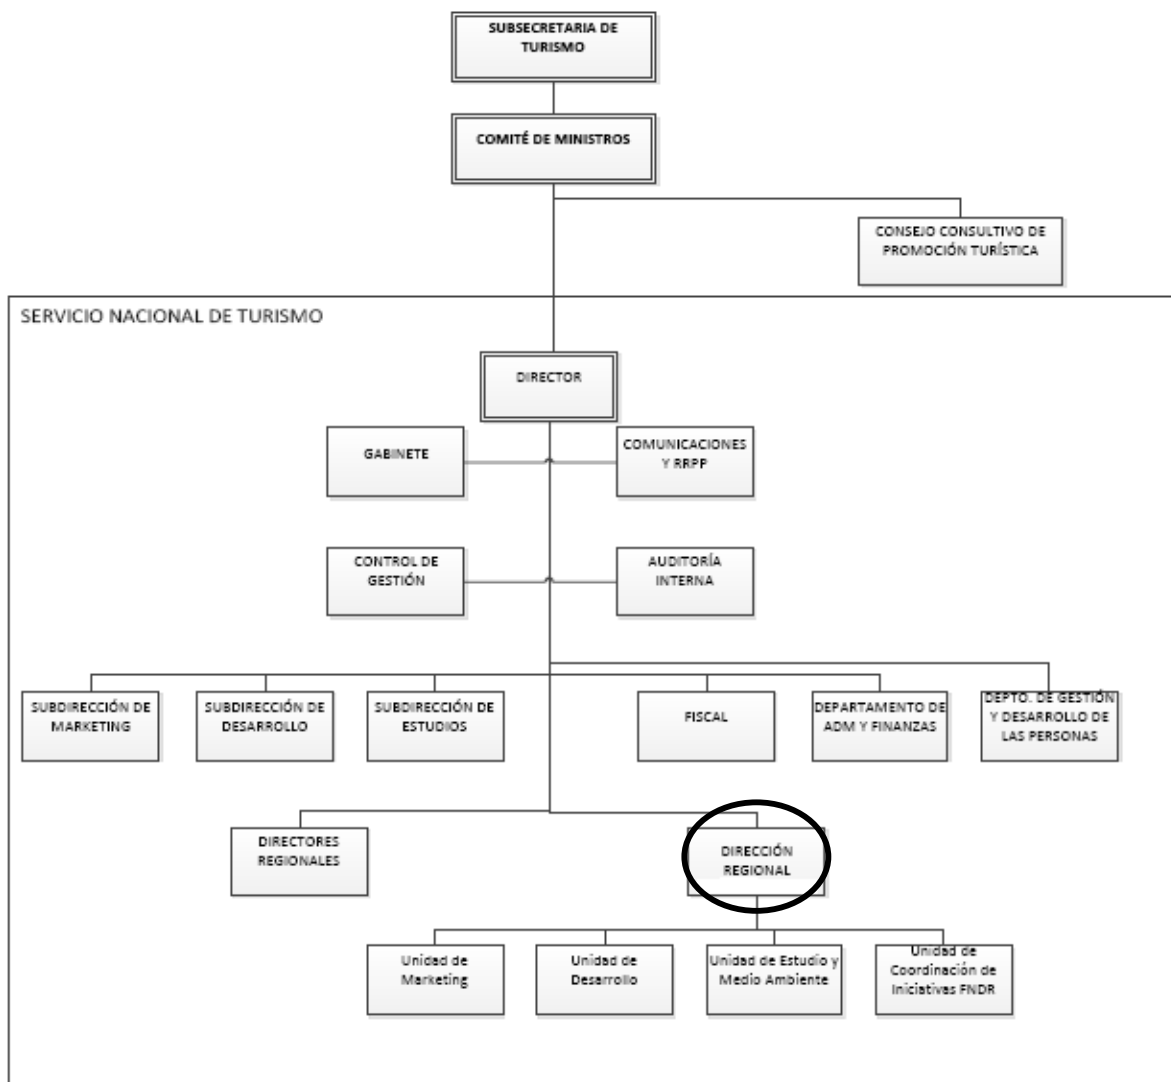 SUBSECRETARIA DE
TURISMO
COMITÉ DE MINISTROS
CONSEJO CONSULTIVO DE
PROMOCIÓN TURÍSTICA
SERVICIO NACIONAL DE TURISMO
DIRECTOR
GABINETE
COMUNICACIONES
Y RRPP
CONTROL DE
GESTIÓN
AUDITORÍA
INTERNA
SUBDIRECCIÓN DE
MARKETING
SUBDIRECCIÓN DE
DESARROLLO
SUBDIRECCIÓN DE
ESTUDIOS
FISCAL
DEPARTAMENTO DE
ADM Y FINANZAS
DEPTO. DE GESTIÓN
Y DESARROLLO DE
LAS PERSONAS
DIRECTORES
REGIONALES
DIRECCIÓN
REGIONAL
Unidad de
Marketing
Unidad de
Desarrollo
Unidad de Estudio y
Medio Ambiente
Unidad de
Coordinación de
Iniciativas FNDR